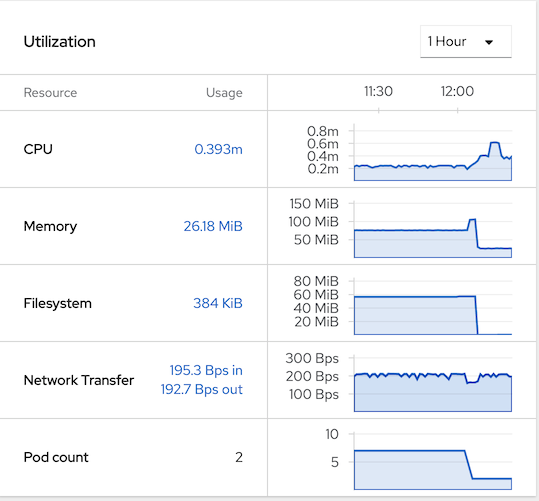 Utilization
1 Hour
Resource Usage 11:30 12:00
CPU 0.393m
0.8m
0.6m
0.4m
0.2m
Memory 26.18 MiB
150 MiB
100 MiB
50 MiB
Filesystem 384 KiB
80 MiB
60 MiB
40 MiB
20 MiB
Network Transfer
195.3 Bps in
192.7 Bps out
300 Bps
200 Bps
100 Bps
Pod count 2
10
5